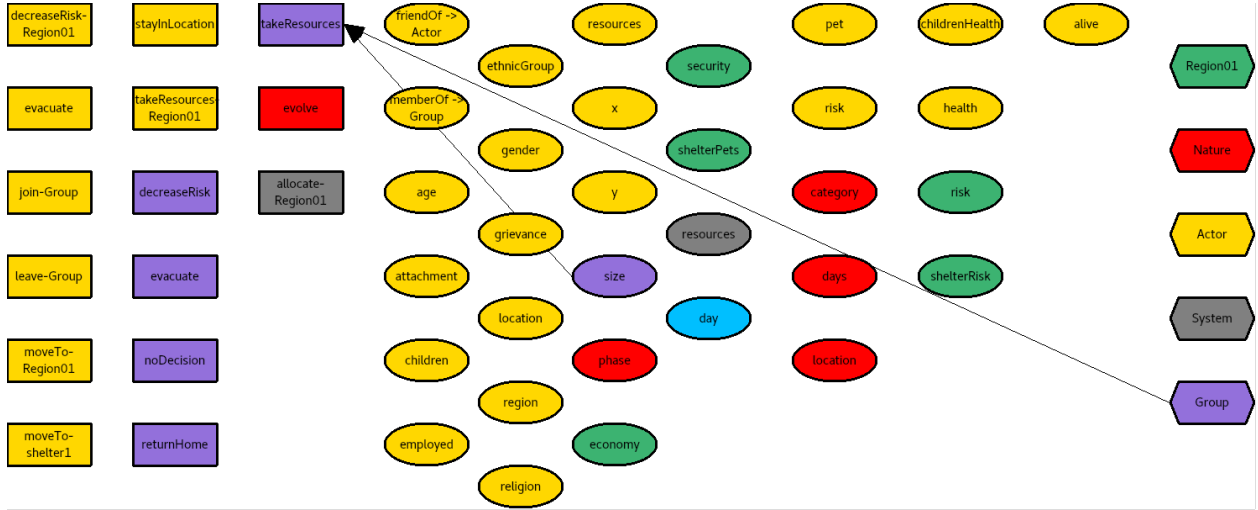 decreaseRisk-
Region01
stayInLocation
takeResources
friendOf ->
Actor
resources
pet
childrenHealth
alive
ethnicGroup
security
Region01
evacuate
takeResources-
Region01
evolve
memberOf ->
Group
x
risk
health
gender
shelterPets
Nature
join-Group
decreaseRisk
allocate-
Region01
age
y
category
risk
grievance
resources
Actor
leave-Group
evacuate
attachment
size
days
shelterRisk
location
day
System
moveTo-
Region01
noDecision
children
phase
location
region
Group
moveTo-
shelter1
returnHome
employed
economy
religion